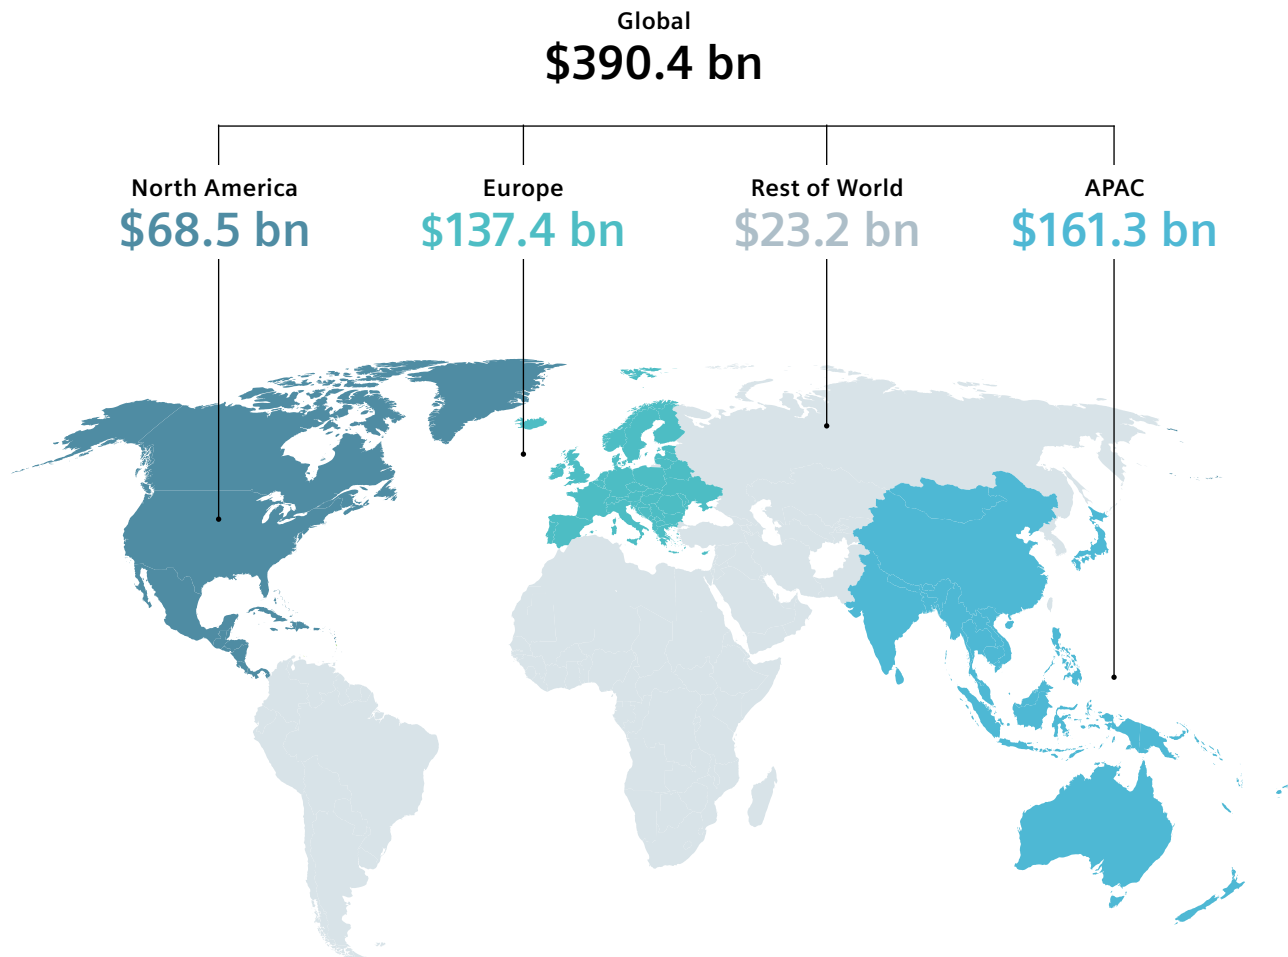 Global
$390.4 bn
North America
$68.5 bn
Europe
$137.4 bn
Rest of World
$23.2 bn
APAC
$161.3 bn